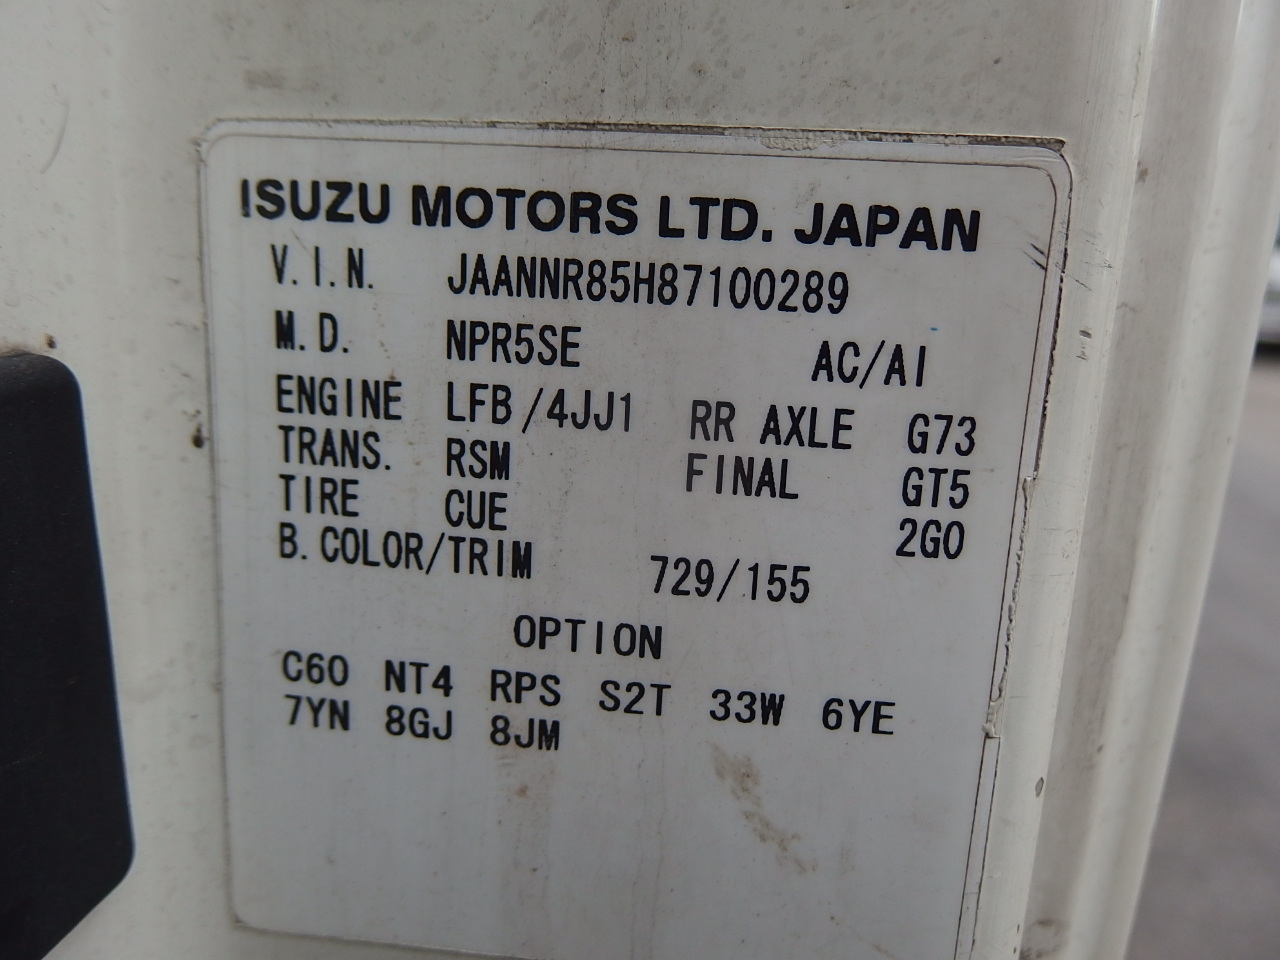 ISUZU MOTORS LTD. JAPAN
V.I.N. JAANNR85H87100289
M.D. NPR5SE AC/AI
ENGINE LFB/4JJ1 RR AXLE G73
TRANS. RSM FINAL GT5
TIRE CUE 2GO
B.COLOR/TRIM 729/155
OPTION
C60 NT4 RPS S2T 33W 6YE
7YN 8GJ 8JM